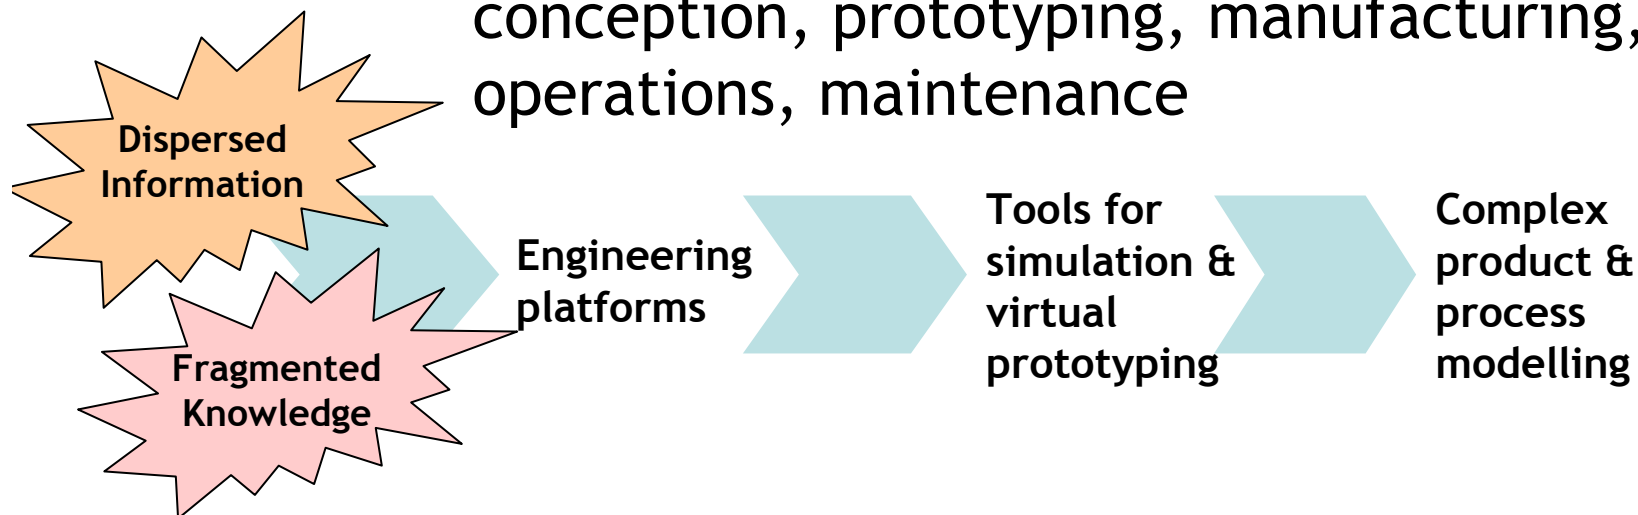 conception, prototyping, manufacturing,
operations, maintenance
Dispersed
Information
Fragmented
Knowledge
Engineering
platforms
Tools for
simulation &
virtual
prototyping
Complex
product &
process
modelling